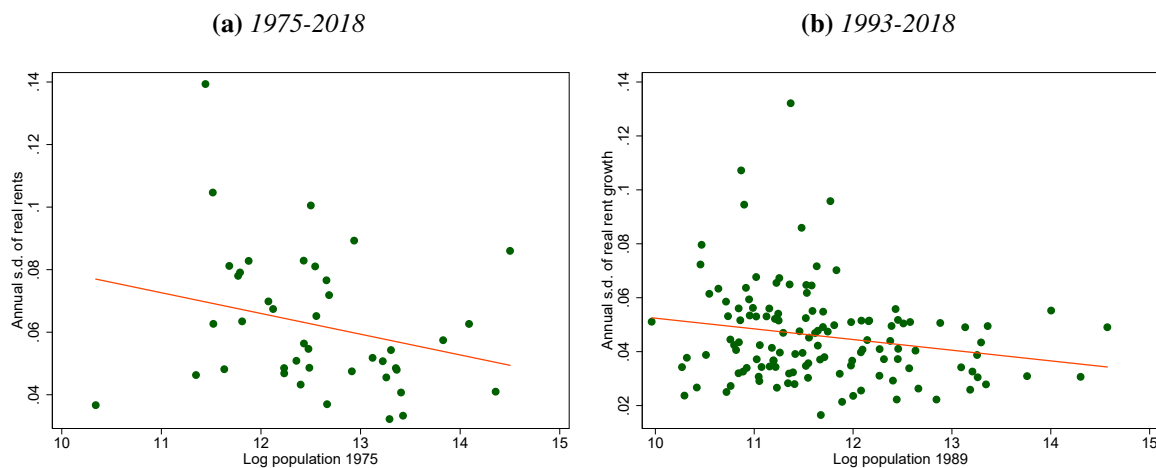 (a) 1975-2018
Annual s.d. of real rents
.04 .06 .08 .1 .12 .14
10 11 12 13 14 15
Log population 1975
(b) 1993-2018
Annual s.d. of real rent growth
.02 .04 .06 .08 .1 .12 .14
10 11 12 13 14 15
Log population 1989